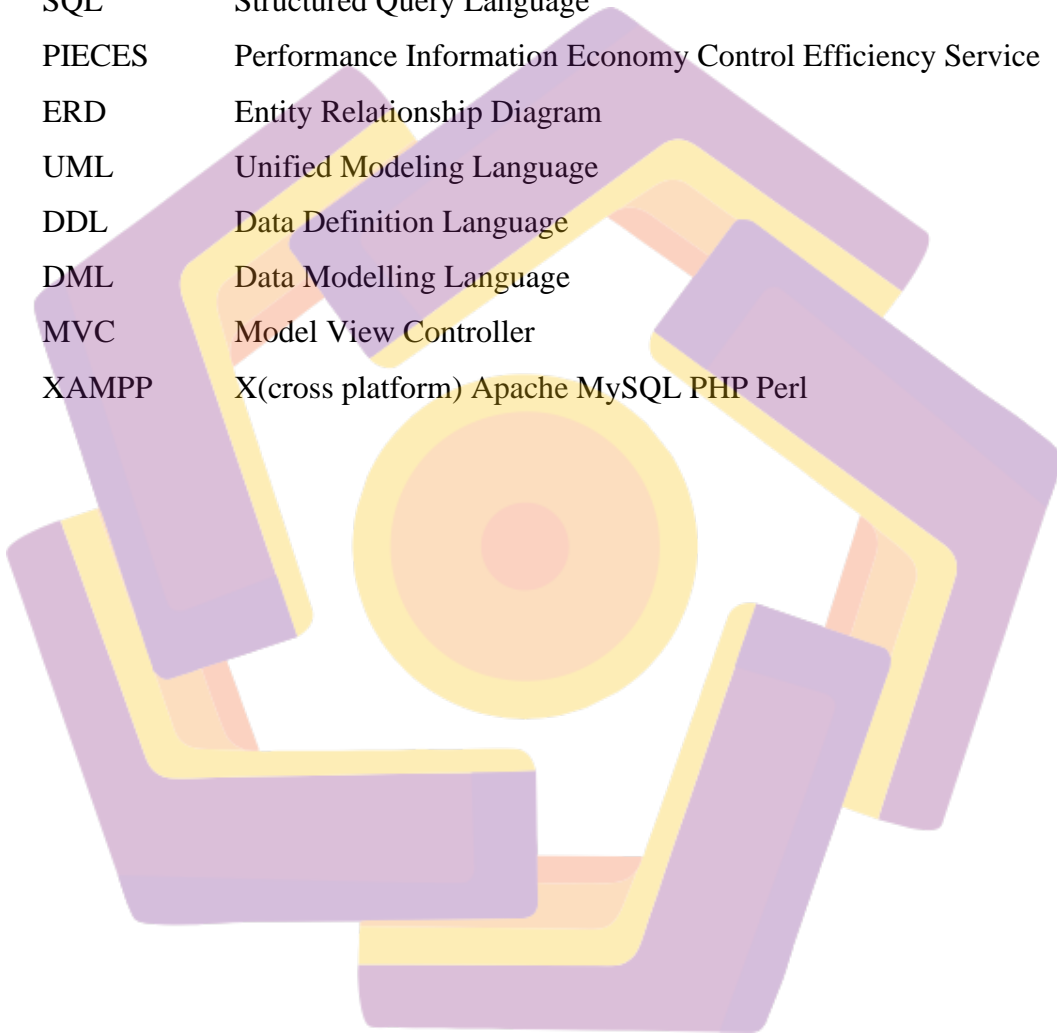 SQL Structured Query Language
PIECES Performance Information Economy Control Efficiency Service
ERD Entity Relationship Diagram
UML Unified Modeling Language
DDL Data Definition Language
DML Data Modelling Language
MVC Model View Controller
XAMPP X(cross platform) Apache MySQL PHP Perl